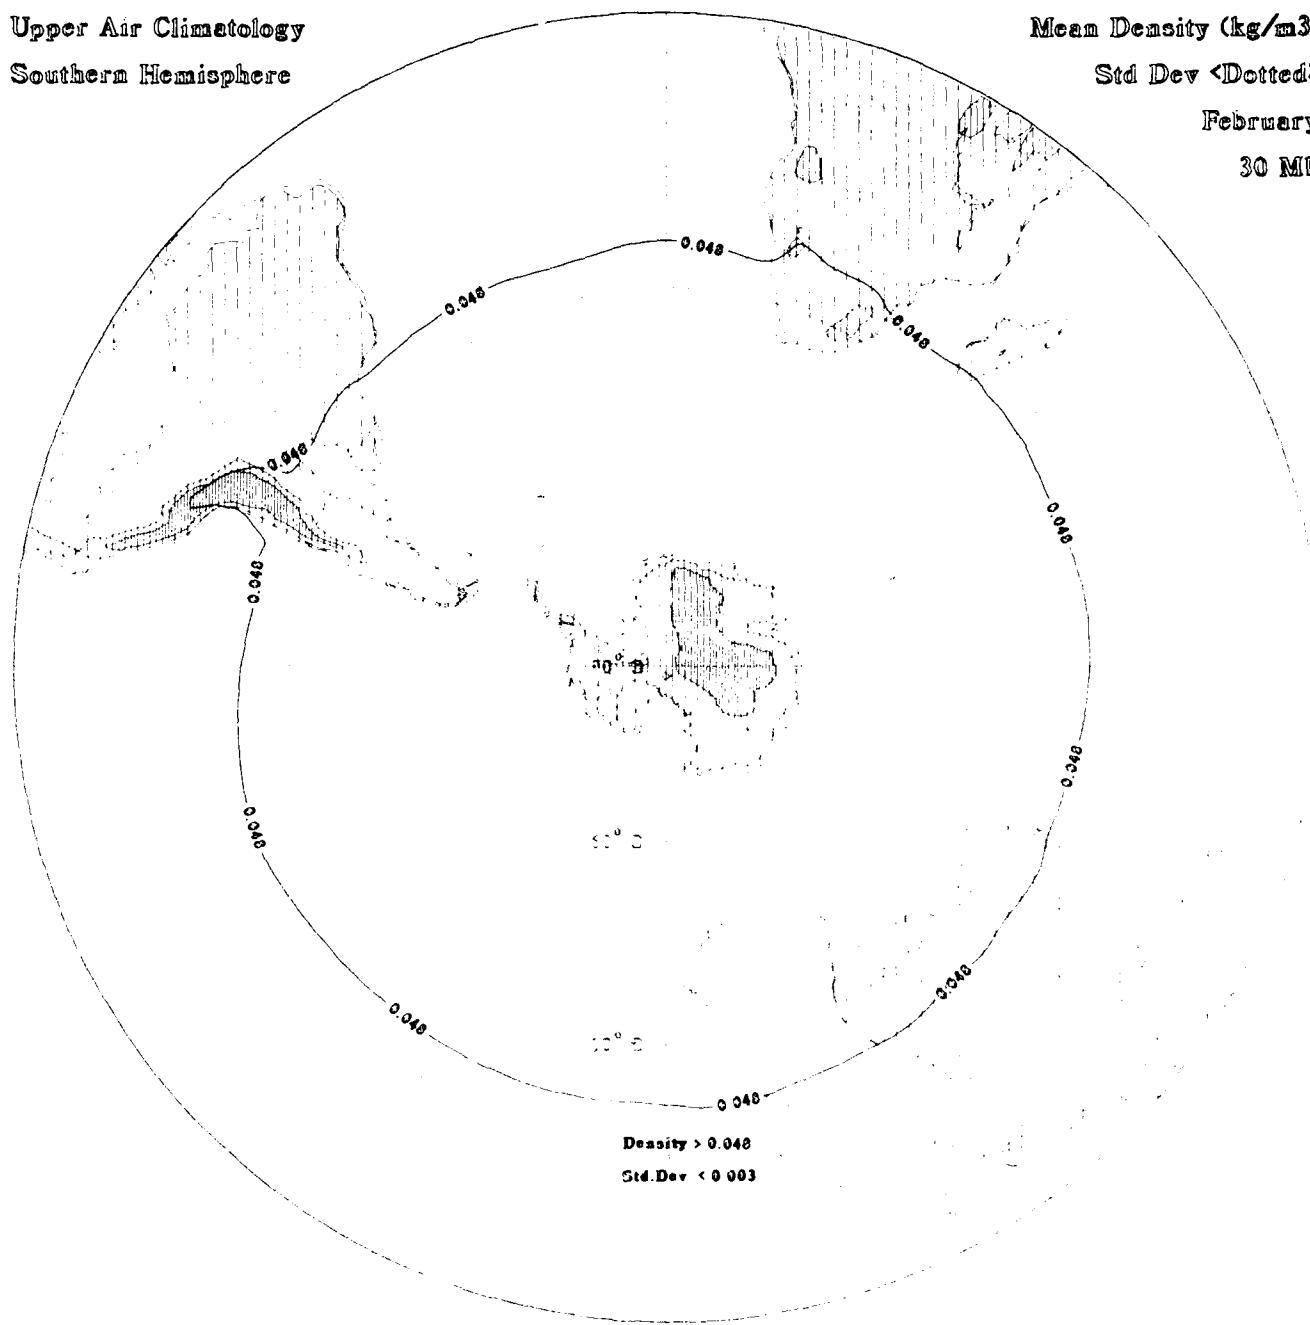 Upper Air Climatology
Southern Hemisphere
Mean Density (kg/m3
Std Dev <Dotted>
February
30 M
0.048
0.048
0.048
0.048
0.048
0.048
0.048
0.048
0.048
0.048
0.048
Density > 0.048
Std.Dev < 0.003